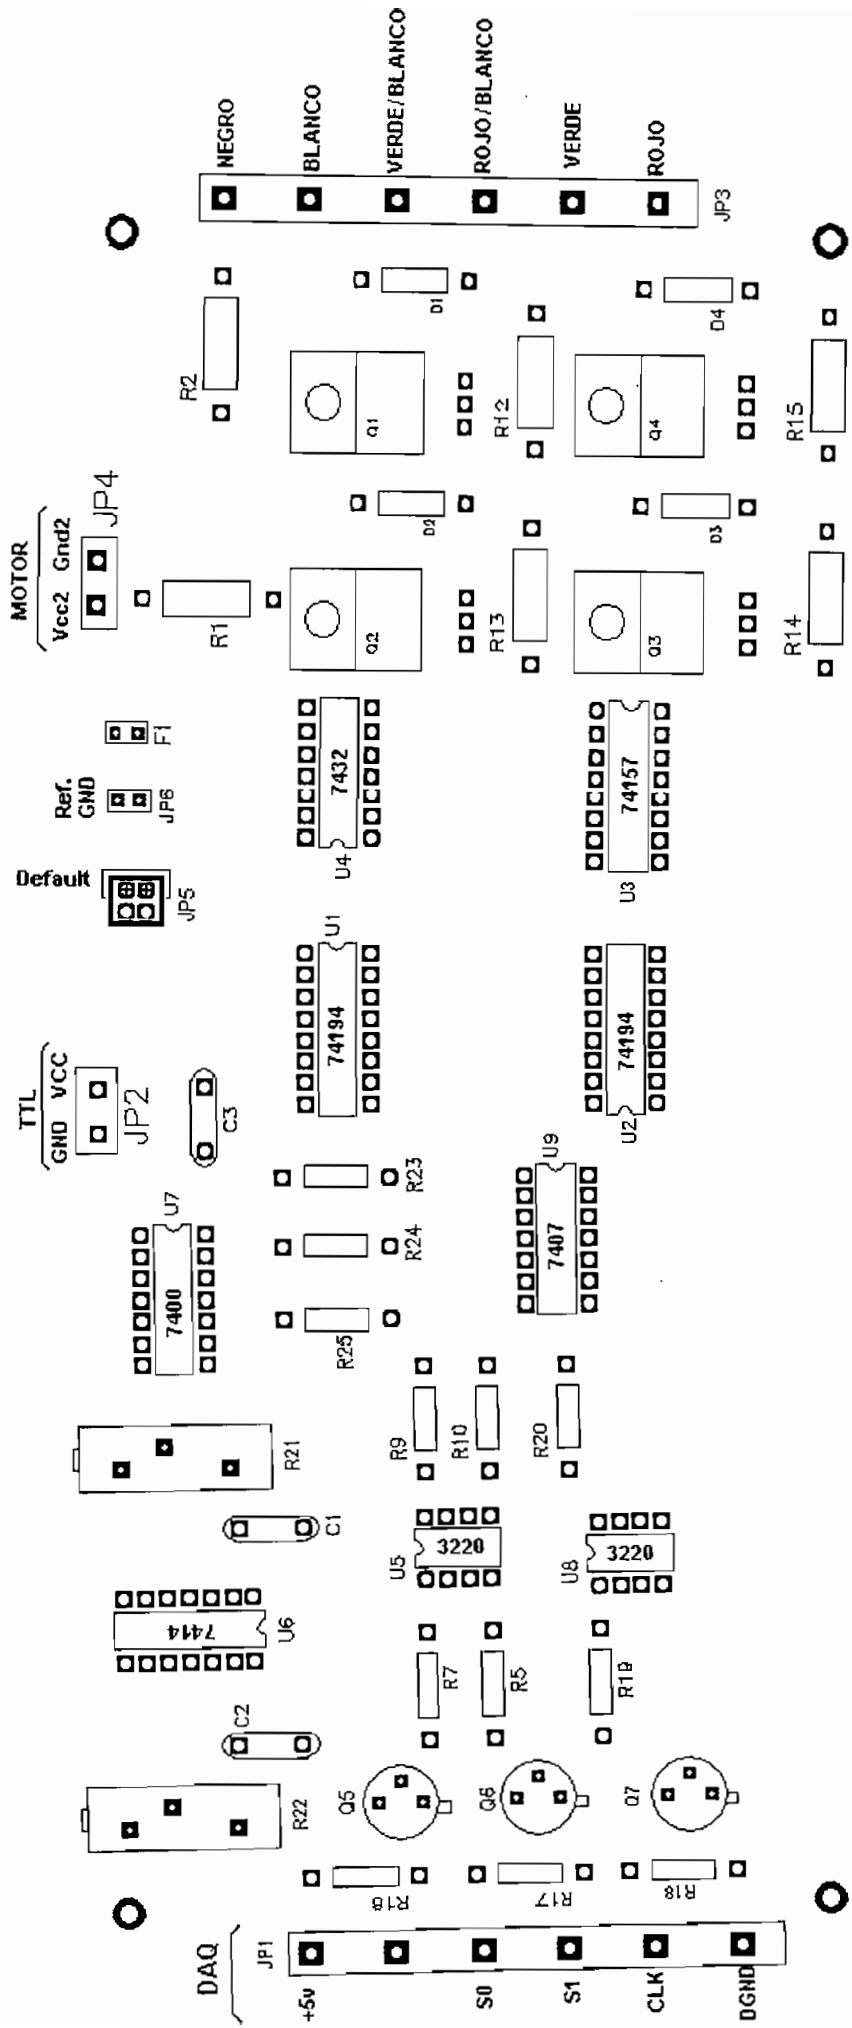 NEGRO
BLANCO
VERDE/BLANCO
ROJO/BLANCO
VERDE
ROJO
JP3
R2
D1
D4
Q1
R12
Q4
R15
MOTOR
Vcc2 Gnd2
JP4
D2
D3
R1
Q2
R13
Q3
R14
F1
Ref.
GND
JP6
7432
U4
74157
U3
Default
JP5
U1
74194
74194
U2
TTL
GND VCC
JP2
C3
R23
R24
R25
U7
7400
U9
7407
R9
R10
R20
R21
C1
U5
3220
U8
3220
7414
U6
R7
R5
R19
C2
R22
Q5
Q6
Q7
R16
R17
R18
DAQ
JP1
+5v
S0
S1
CLK
DGND